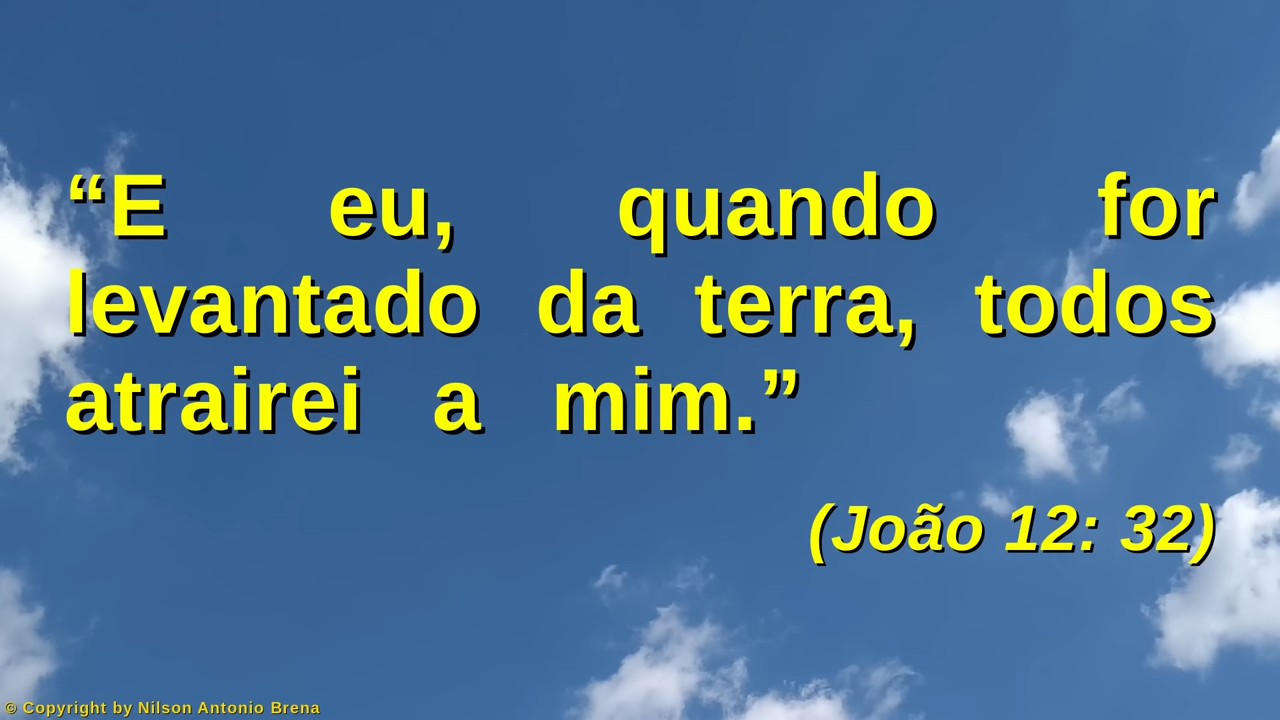 “E eu, quando for
levantado da terra, todos
atrairei a mim.”
(João 12: 32)
© Copyright by Nilson Antonio Brena